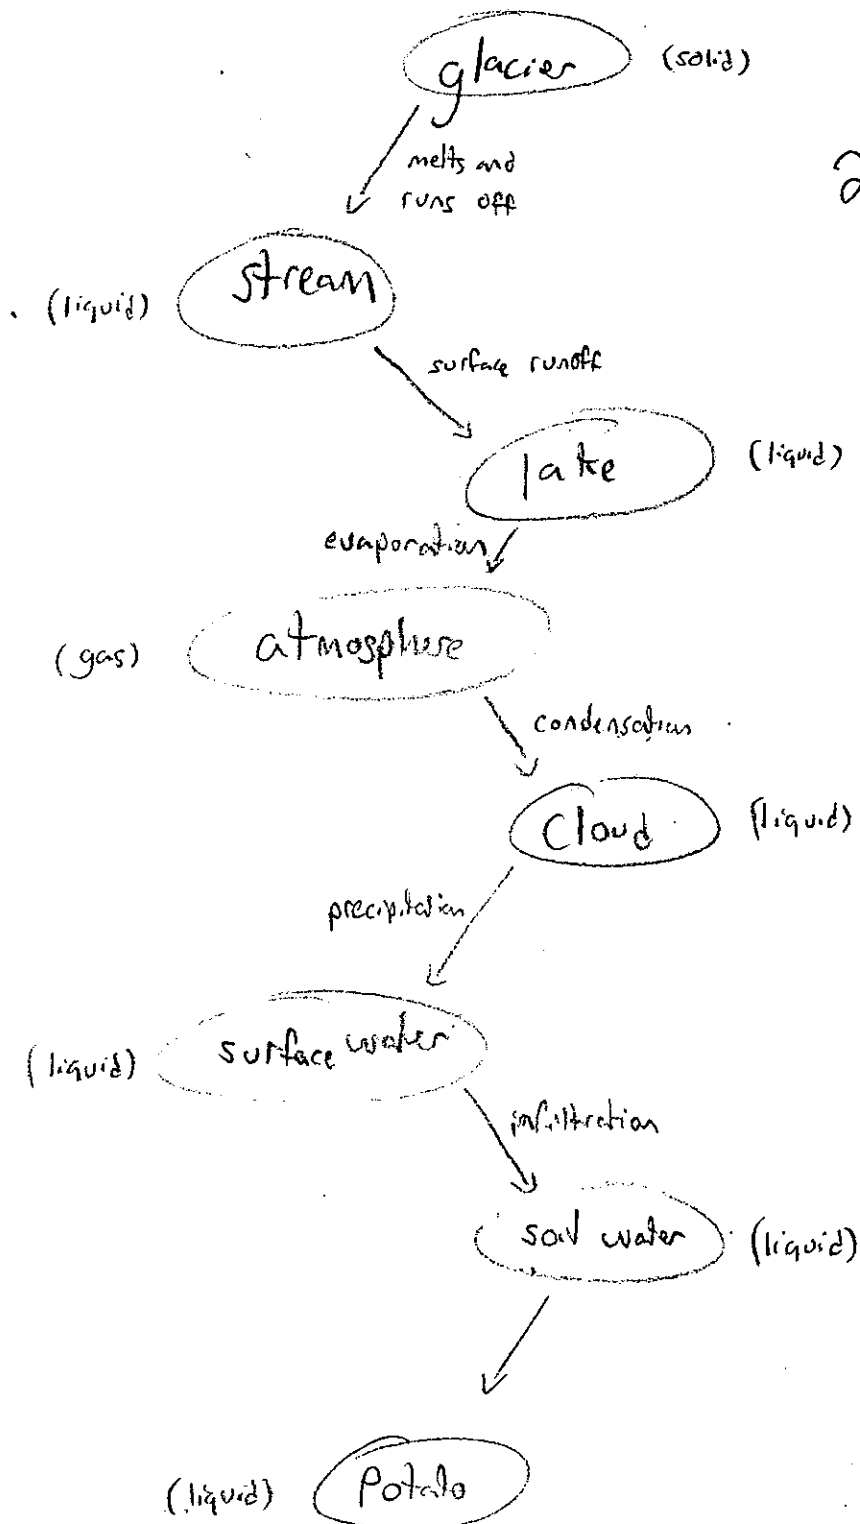 glacier (solid)
melts and
runs off
(liquid) stream
surface runoff
lake (liquid)
evaporation
(gas) atmosphere
condensation
cloud (liquid)
precipitation
(liquid) surface water
infiltration
soil water (liquid)
(liquid) Potato